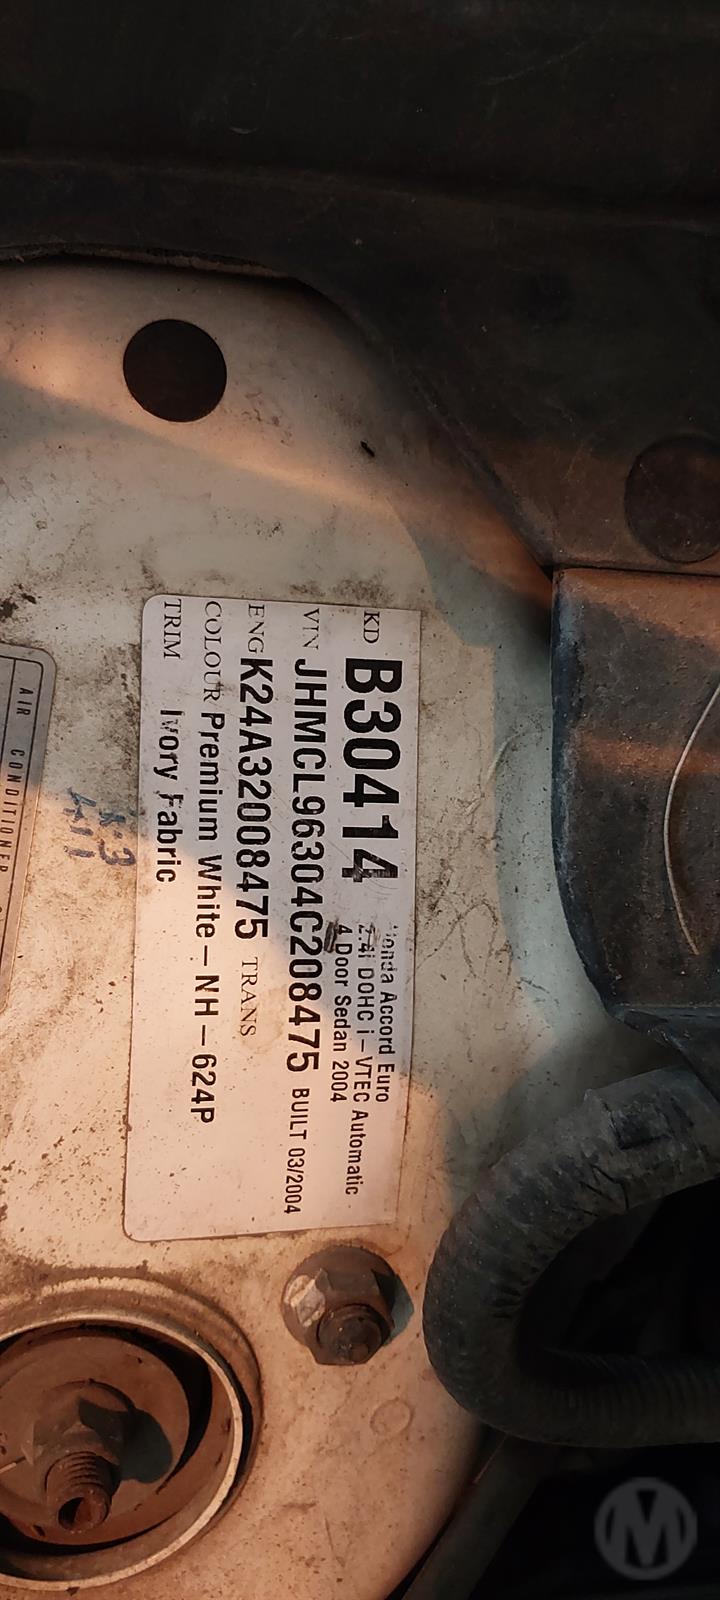 KD B30414
Honda Accord Euro
2.4i DOHC i-VTEC Automatic
4 Door Sedan 2004
VIN JHMCL96304C208475 BUILT 03/2004
ENG K24A32008475 TRANS
COLOUR Premium White-NH-624P
TRIM Ivory Fabric
AIR CONDITIONER
M